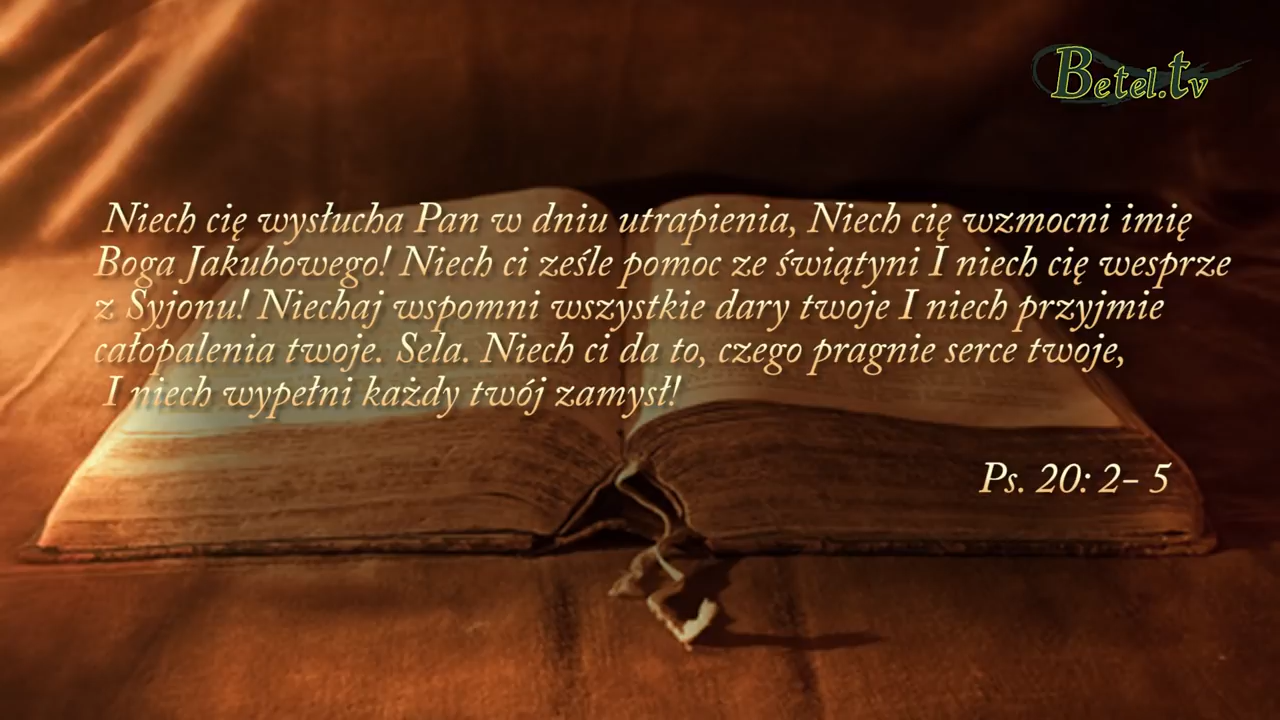 Betel.tv
Niech cię wysłucha Pan w dniu utrapienia, Niech cię wzmocni imię
Boga Jakubowego! Niech ci ześle pomoc ze świątyni I niech cię wesprze
z Syjonu! Niechaj wspomni wszystkie dary twoje I niech przyjmie
całopalenia twoje. Sela. Niech ci da to, czego pragnie serce twoje,
I niech wypełni każdy twój zamysł!
Ps. 20: 2- 5